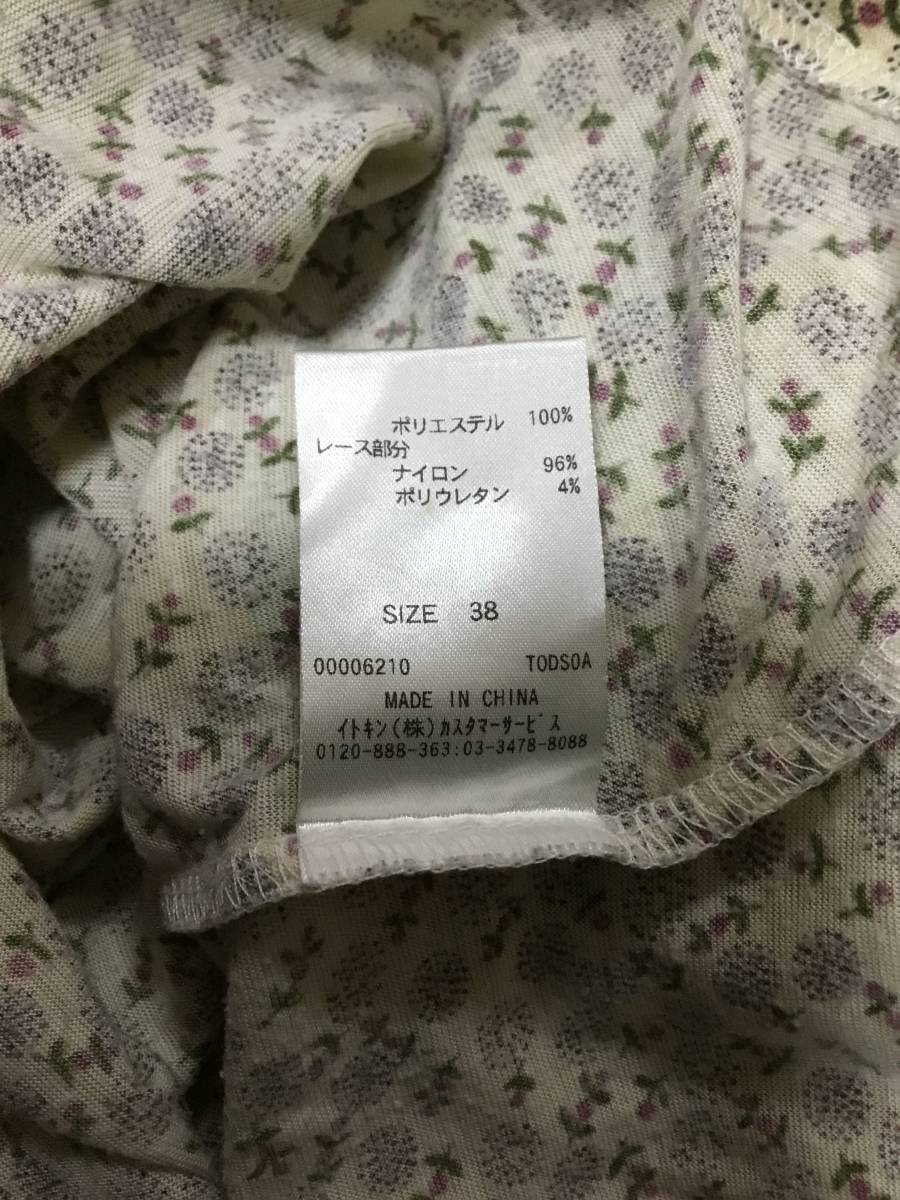 ポリエステル 100%
レース部分
ナイロン 96%
ポリウレタン 4%
SIZE 38
00006210 TODS0A
MADE IN CHINA
イトキン(株)カスタマーサービス
0120-888-363:03-3478-8088